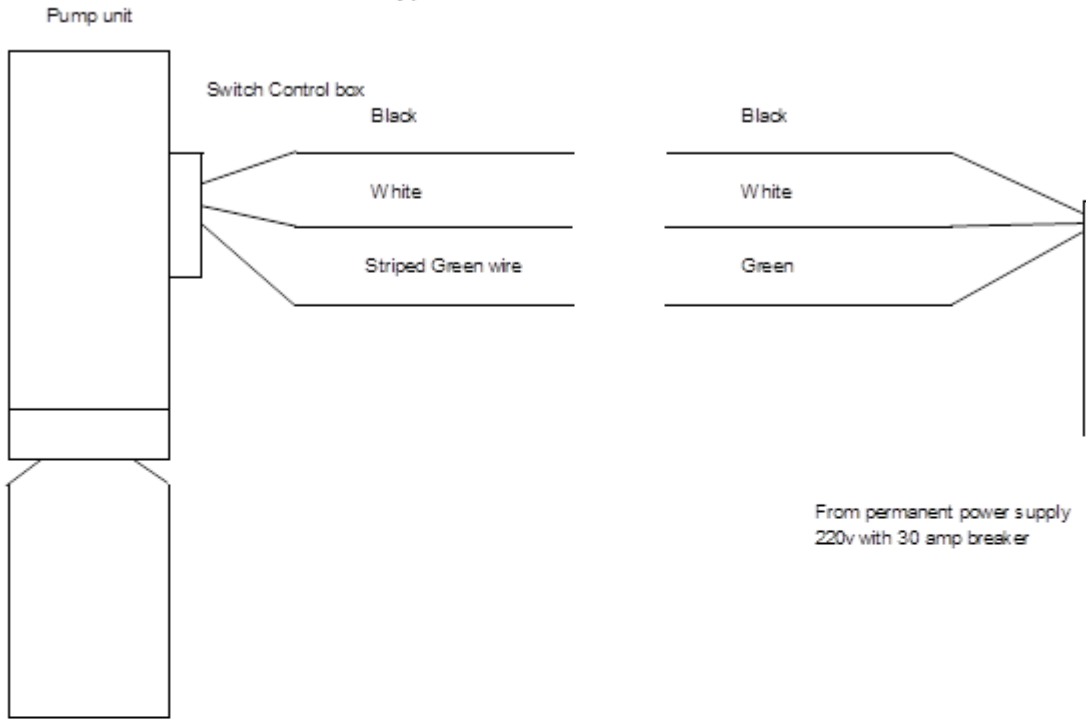 Pump unit
Switch Control box
Black
Black
White
White
Striped Green wire
Green
From permanent power supply
220v with 30 amp breaker